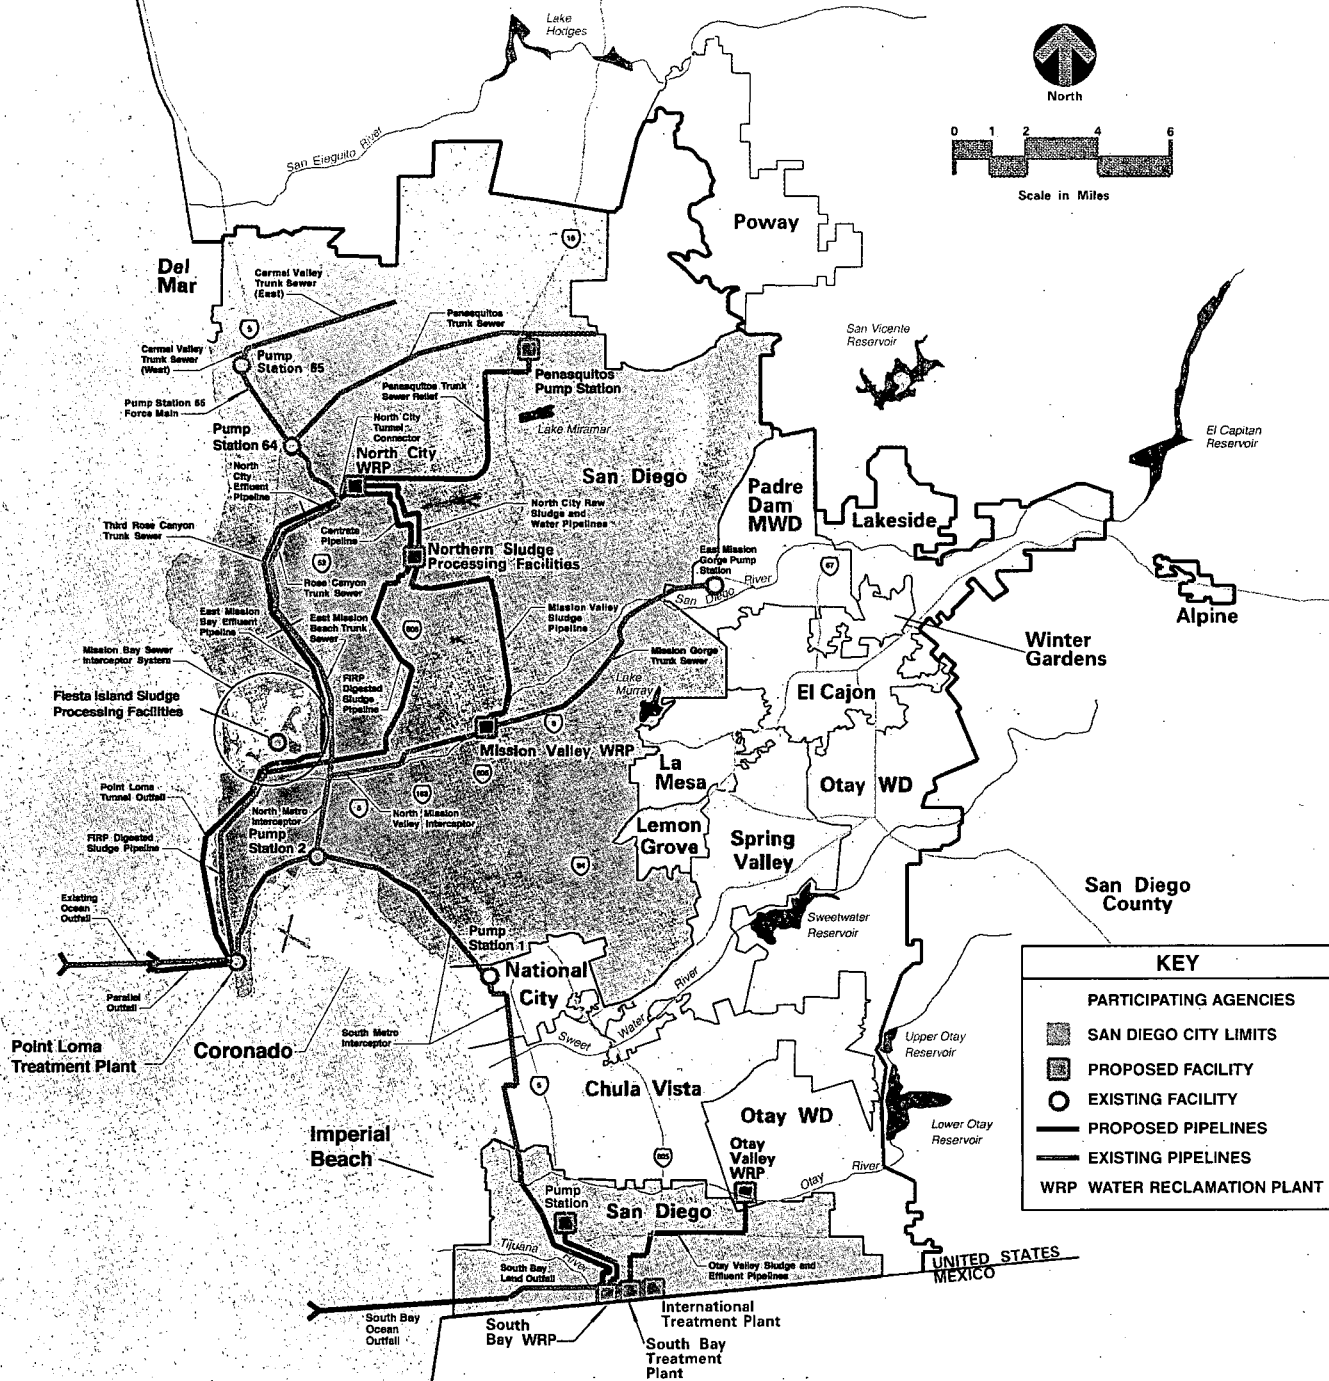 Lake
Hodges
North
0 1 2 4 6
Scale in Miles
San Eieguito River
Poway
15
Del
Mar
Carmel Valley
Trunk Sewer
(East)
Penasquitos
Trunk Sewer
5
San Vicente
Reservoir
Carmel Valley
Trunk Sewer
(West)
Pump
Station 65
Penasquitos
Pump Station
Pump Station 65
Force Main
Penasquitos Trunk
Sewer Relief
Lake Miramar
Pump
Station 64
North City
Tunnel
Connector
North City
WRP
El Capitan
Reservoir
San Diego
North
City
Effluent
Pipeline
Padre
Dam
MWD
Lakeside
North City Raw
Sludge and
Water Pipelines
Third Rose Canyon
Trunk Sewer
Centrate
Pipeline
Northern Sludge
Processing Facilities
East Mission
Gorge Pump
Station
52
67
San Diego River
Rose Canyon
Trunk Sewer
Alpine
East Mission
Bay Effluent
Pipeline
East Mission
Beach Trunk
Sewer
Mission Valley
Sludge
Pipeline
805
Winter
Gardens
Mission Bay Sewer
Interceptor System
Mission Gorge
Trunk Sewer
Fiesta Island Sludge
Processing Facilities
FIRP
Digested
Sludge
Pipeline
Lake
Murray
El Cajon
8
Mission Valley WRP
La
Mesa
Otay WD
805
Point Loma
Tunnel Outfall
163
5
North Metro
Interceptor
North Mission
Valley Interceptor
FIRP Digested
Sludge Pipeline
Pump
Station 2
Lemon
Grove
Spring
Valley
94
Existing
Ocean
Outfall
San Diego
County
Sweetwater
Reservoir
Pump
Station 1
National
City
Parallel
Outfall
South Metro
Interceptor
Sweet Water River
Point Loma
Treatment Plant
Coronado
Upper Otay
Reservoir
5
Chula Vista
Otay WD
Lower Otay
Reservoir
Imperial
Beach
Otay
Valley
WRP
805
Otay River
Pump
Station
San Diego
Tijuana River
South Bay
Land Outfall
Otay Valley Sludge and
Effluent Pipelines
UNITED STATES
MEXICO
South Bay
Ocean
Outfall
South
Bay WRP
International
Treatment Plant
South Bay
Treatment
Plant
KEY
PARTICIPATING AGENCIES
SAN DIEGO CITY LIMITS
PROPOSED FACILITY
EXISTING FACILITY
PROPOSED PIPELINES
EXISTING PIPELINES
WRP WATER RECLAMATION PLANT